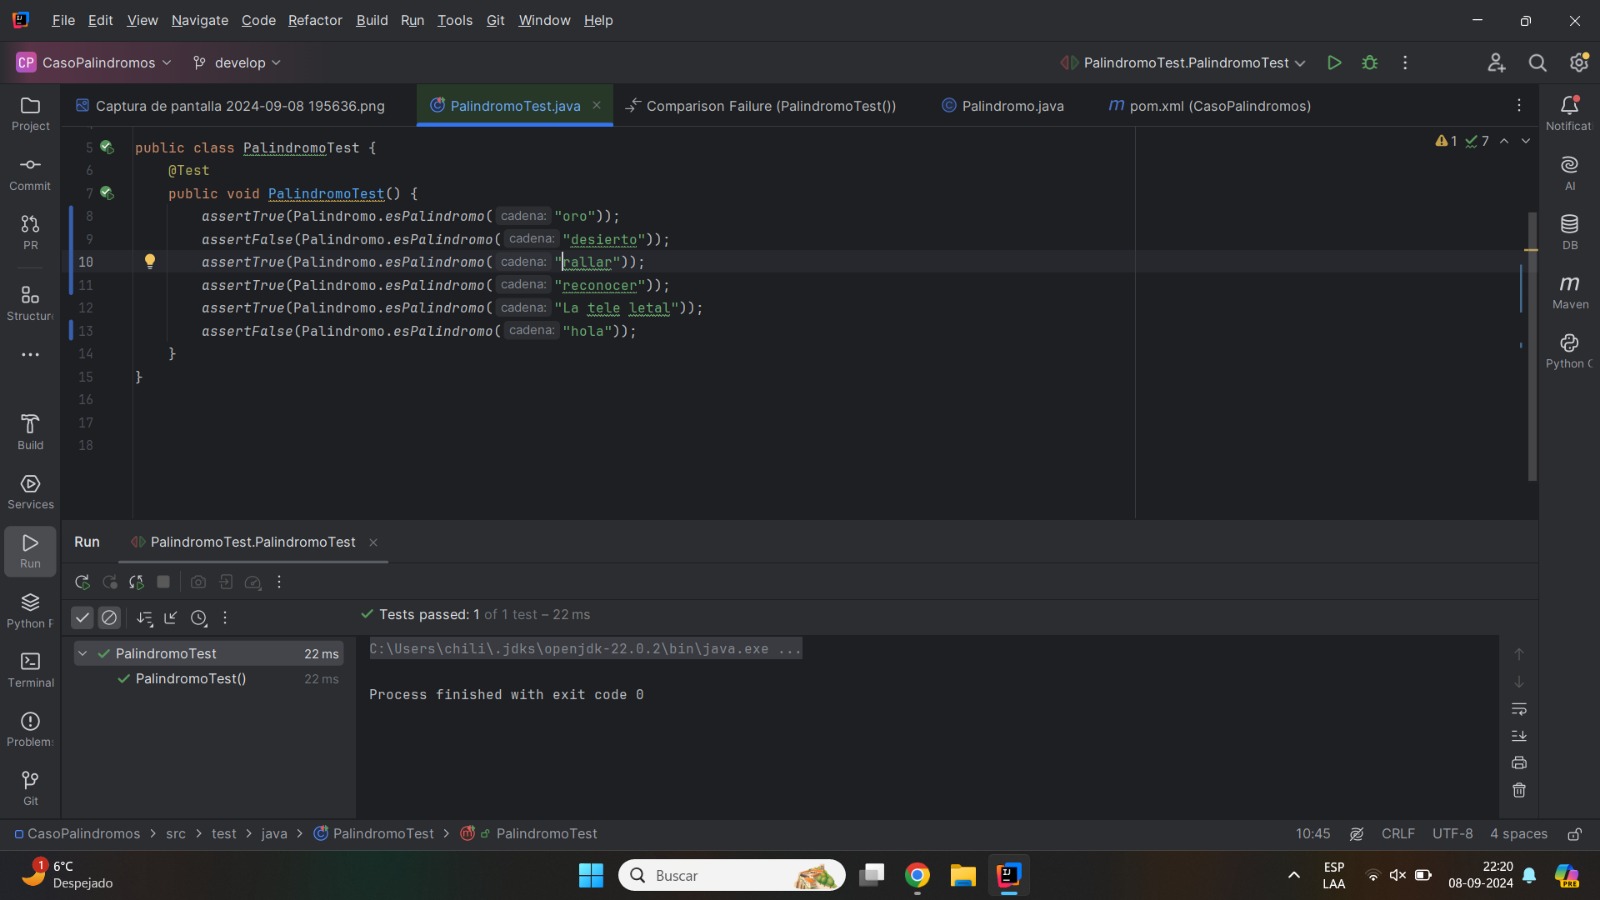 File Edit View Navigate Code Refactor Build Run Tools Git Window Help
CP CasoPalindromos develop PalindromoTest.PalindromoTest
Captura de pantalla 2024-09-08 195636.png PalindromoTest.java Comparison Failure (PalindromoTest()) Palindromo.java pom.xml (CasoPalindromos)
Project
Commit
PR
Structur
Build
Services
Run
Python P
Terminal
Problem
Git
Notificat
AI
DB
Maven
Python C
1 7
5 public class PalindromoTest {
6 @Test
7 public void PalindromoTest() {
8 assertTrue(Palindromo.esPalindromo( cadena: "oro"));
9 assertFalse(Palindromo.esPalindromo( cadena: "desierto"));
10 assertTrue(Palindromo.esPalindromo( cadena: "rallar"));
11 assertTrue(Palindromo.esPalindromo( cadena: "reconocer"));
12 assertTrue(Palindromo.esPalindromo( cadena: "La tele letal"));
13 assertFalse(Palindromo.esPalindromo( cadena: "hola"));
14 }
15 }
16
17
18
Run PalindromoTest.PalindromoTest
Tests passed: 1 of 1 test – 22 ms
PalindromoTest 22 ms
PalindromoTest() 22 ms
C:\Users\chili\.jdks\openjdk-22.0.2\bin\java.exe ...
Process finished with exit code 0
CasoPalindromos > src > test > java > PalindromoTest > PalindromoTest 10:45 CRLF UTF-8 4 spaces
1 6°C
Despejado
Buscar
ESP
LAA
22:20
08-09-2024
PRE